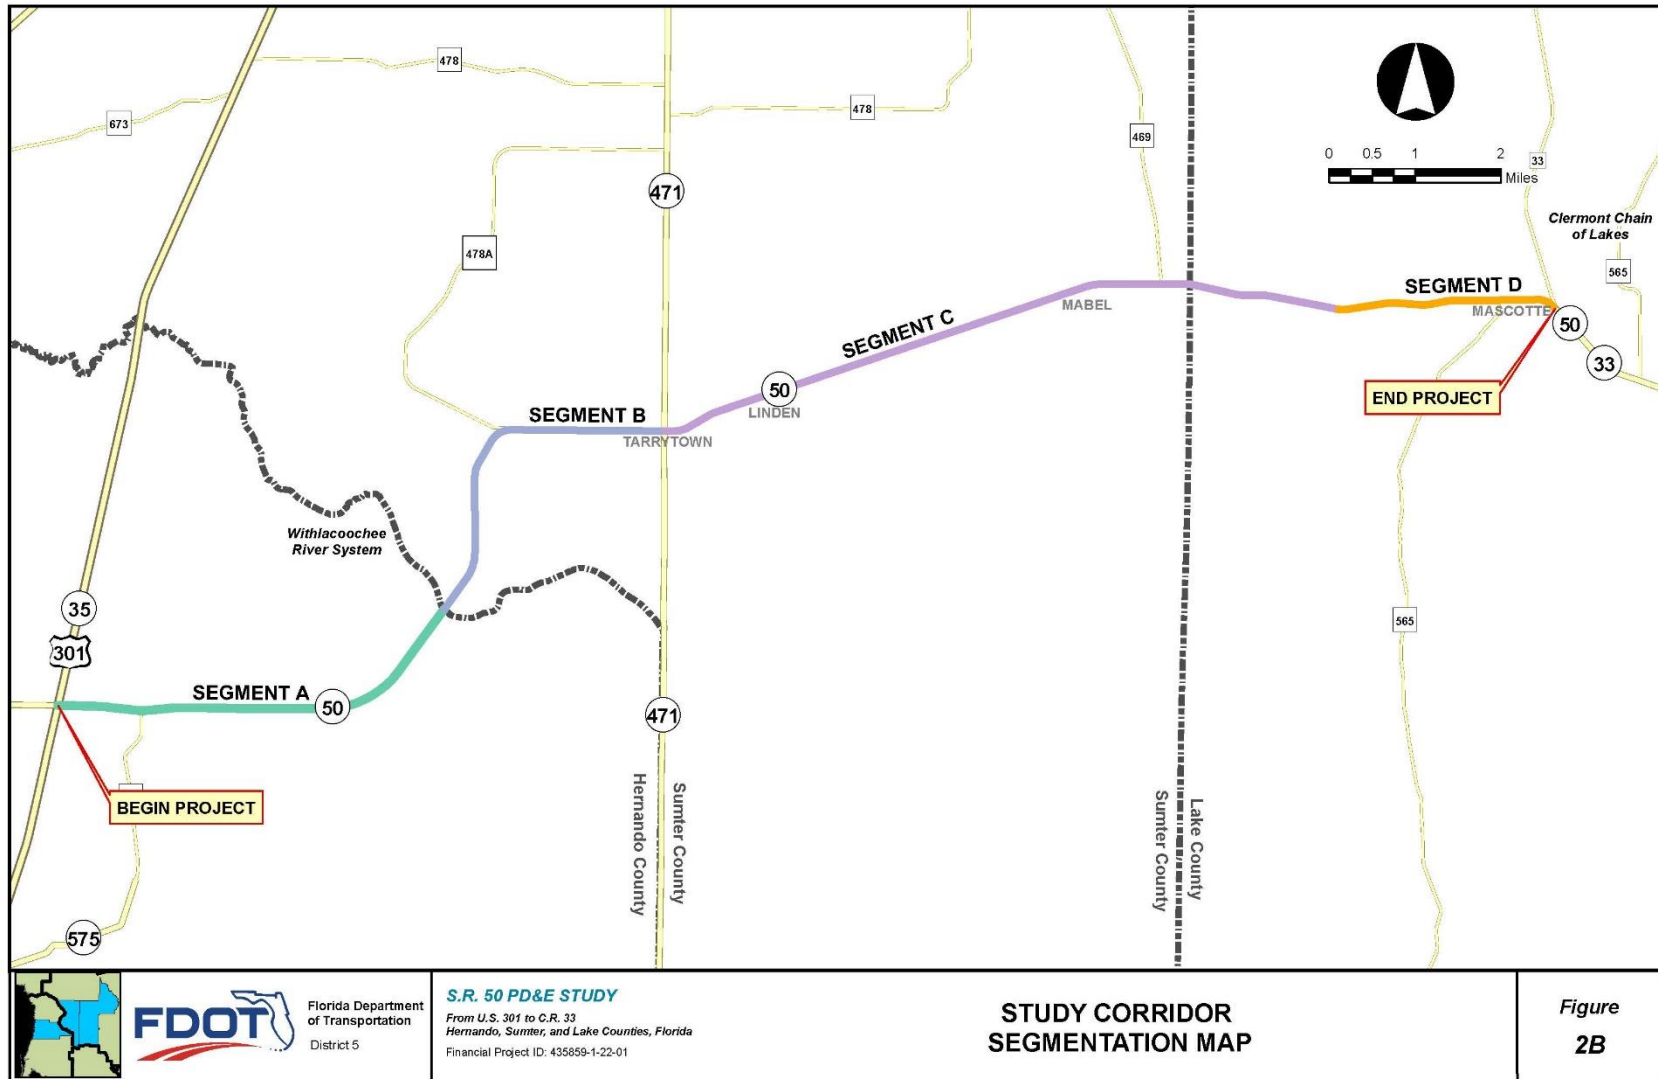 478
673
478
469
471
478A
0 0.5 1 2
Miles
33
Clermont Chain
of Lakes
565
SEGMENT D
MASCOTTE
50
33
END PROJECT
MABEL
SEGMENT C
50
LINDEN
SEGMENT B
TARRYTOWN
Withlacoochee
River System
35
301
565
SEGMENT A
50
471
BEGIN PROJECT
Hernando County
Sumter County
Sumter County
Lake County
575
FDOT
Florida Department
of Transportation
District 5
S.R. 50 PD&E STUDY
From U.S. 301 to C.R. 33
Hernando, Sumter, and Lake Counties, Florida
Financial Project ID: 435859-1-22-01
STUDY CORRIDOR
SEGMENTATION MAP
Figure
2B